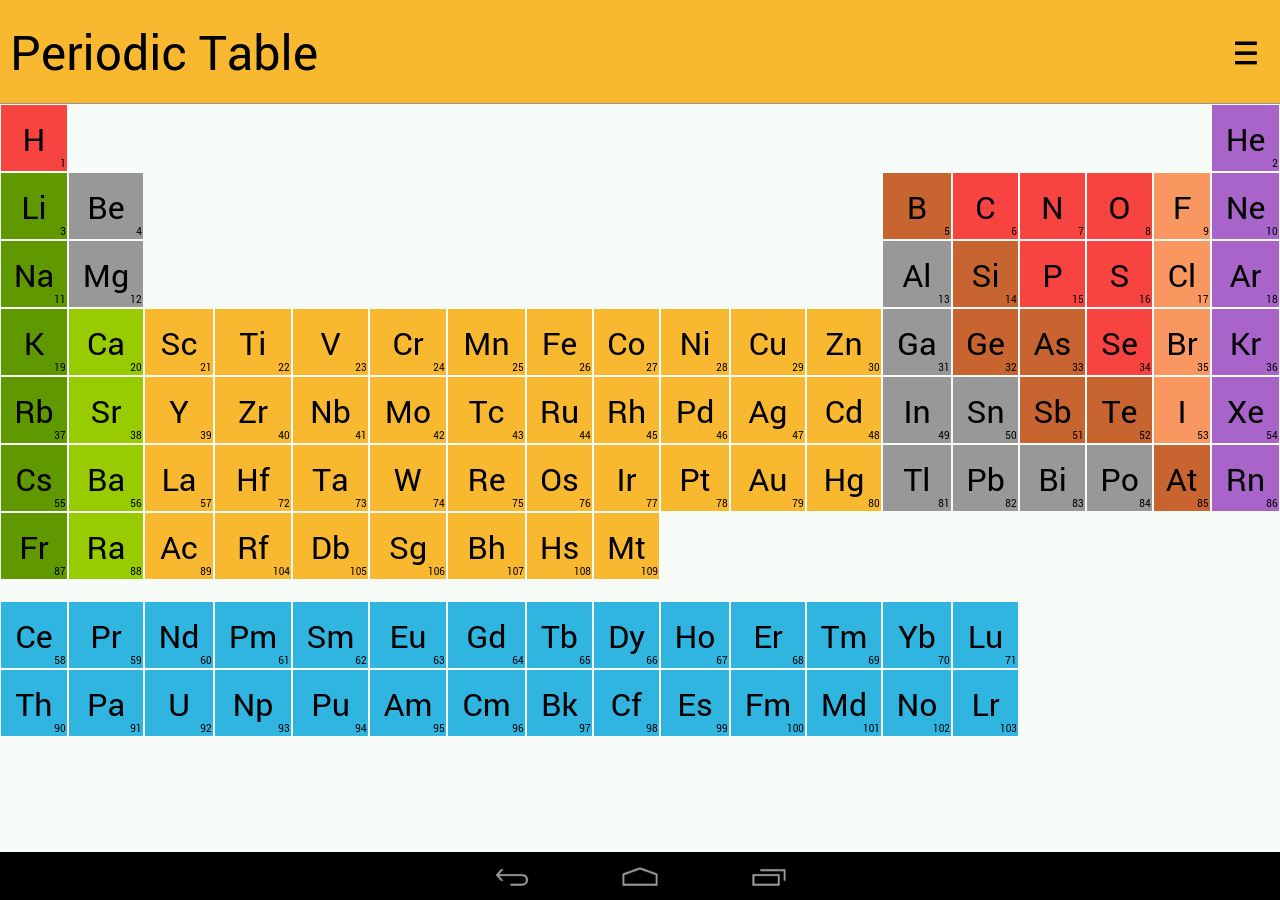 Periodic Table
H 1 He 2
Li 3 Be 4 B 5 C 6 N 7 O 8 F 9 Ne 10
Na 11 Mg 12 Al 13 Si 14 P 15 S 16 Cl 17 Ar 18
K 19 Ca 20 Sc 21 Ti 22 V 23 Cr 24 Mn 25 Fe 26 Co 27 Ni 28 Cu 29 Zn 30 Ga 31 Ge 32 As 33 Se 34 Br 35 Kr 36
Rb 37 Sr 38 Y 39 Zr 40 Nb 41 Mo 42 Tc 43 Ru 44 Rh 45 Pd 46 Ag 47 Cd 48 In 49 Sn 50 Sb 51 Te 52 I 53 Xe 54
Cs 55 Ba 56 La 57 Hf 72 Ta 73 W 74 Re 75 Os 76 Ir 77 Pt 78 Au 79 Hg 80 Tl 81 Pb 82 Bi 83 Po 84 At 85 Rn 86
Fr 87 Ra 88 Ac 89 Rf 104 Db 105 Sg 106 Bh 107 Hs 108 Mt 109
Ce 58 Pr 59 Nd 60 Pm 61 Sm 62 Eu 63 Gd 64 Tb 65 Dy 66 Ho 67 Er 68 Tm 69 Yb 70 Lu 71
Th 90 Pa 91 U 92 Np 93 Pu 94 Am 95 Cm 96 Bk 97 Cf 98 Es 99 Fm 100 Md 101 No 102 Lr 103